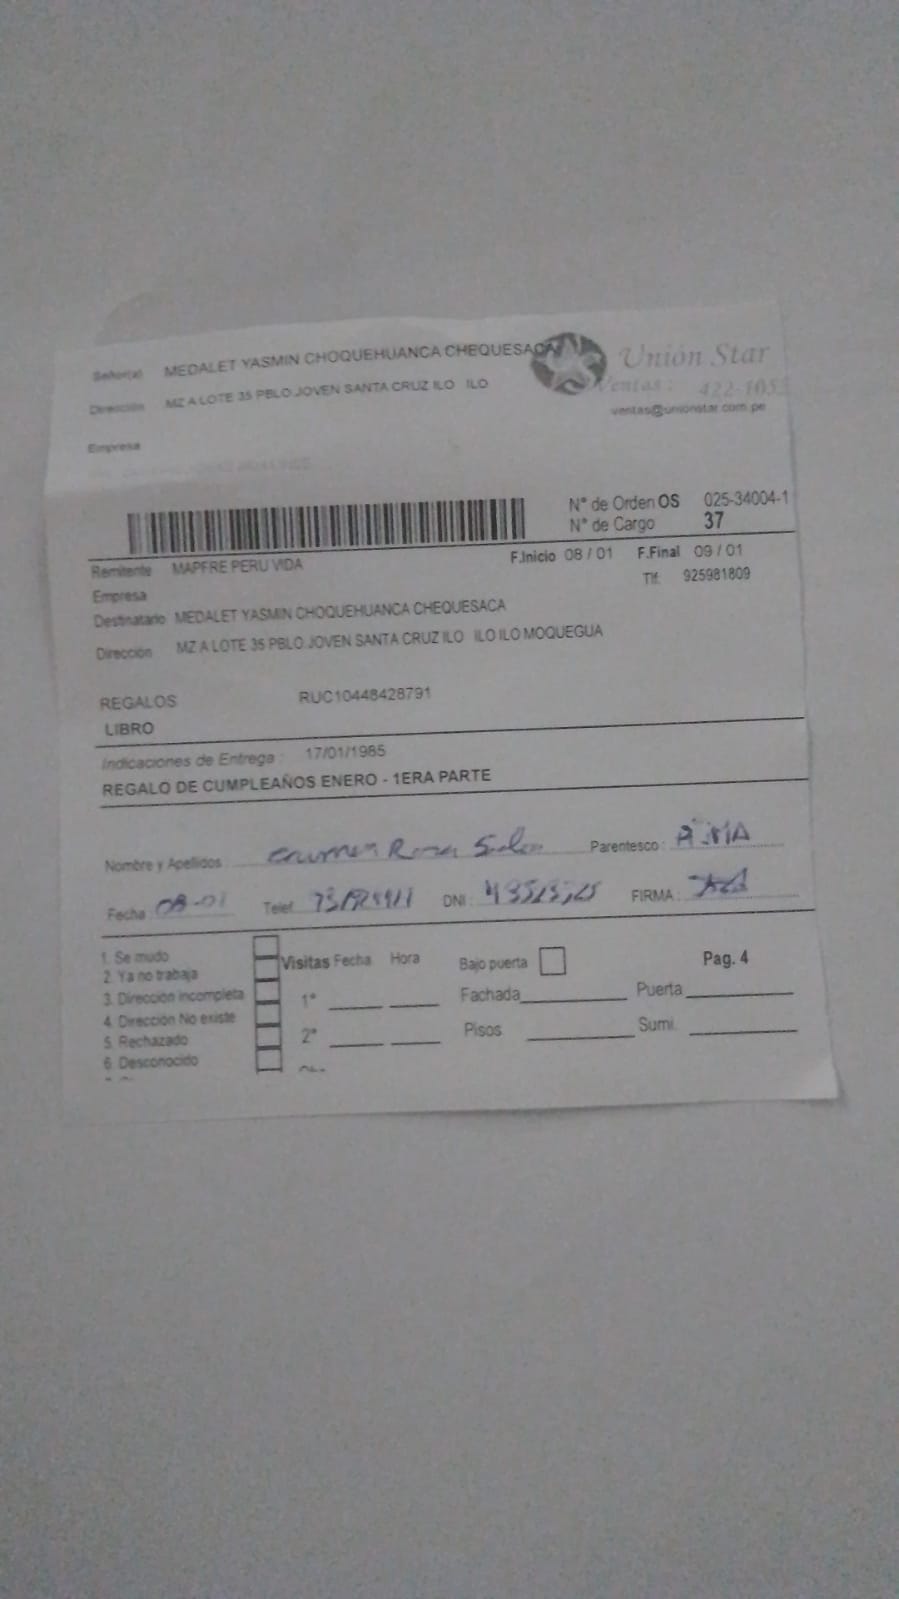 Señor(a) MEDALET YASMIN CHOQUEHUANCA CHEQUESACA
Unión Star
Dirección MZ A LOTE 35 PBLO JOVEN SANTA CRUZ ILO ILO
Ventas : 422-105
ventas@unionstar.com.pe
Empresa
N° de Orden OS 025-34004-1
N° de Cargo 37
Remitente MAPFRE PERU VIDA
F.Inicio 08 / 01 F.Final 09 / 01
Empresa
Tlf. 925981809
Destinatario MEDALET YASMIN CHOQUEHUANCA CHEQUESACA
Dirección MZ A LOTE 35 PBLO JOVEN SANTA CRUZ ILO ILO ILO MOQUEGUA
REGALOS RUC10448428791
LIBRO
Indicaciones de Entrega : 17/01/1985
REGALO DE CUMPLEAÑOS ENERO - 1ERA PARTE
Nombre y Apellidos Rosa Parentesco :
Fecha 08-01 Telef. DNI : FIRMA :
1. Se mudo
2. Ya no trabaja
3. Dirección incompleta
4. Dirección No existe
5. Rechazado
6. Desconocido
Visitas Fecha Hora
1°
2°
Bajo puerta
Pag. 4
Fachada Puerta
Pisos Sumi.